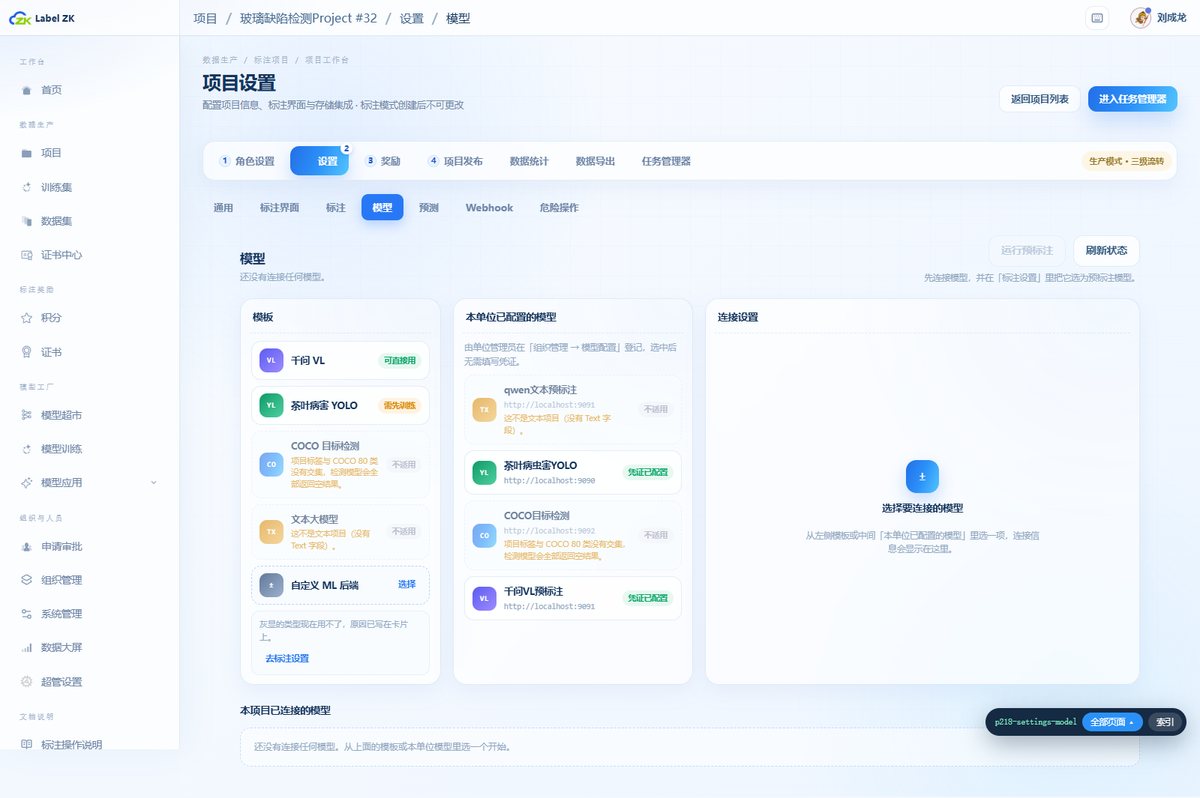 Label ZK
项目 / 玻璃缺陷检测Project #32 / 设置 / 模型
刘成龙
工作台
首页
数据生产
项目
训练集
数据集
证书中心
标注奖励
积分
证书
模型工厂
模型超市
模型训练
模型应用
组织与人员
申请审批
组织管理
系统管理
数据大屏
超管设置
文档说明
标注操作说明
数据生产 / 标注项目 / 项目工作台
项目设置
配置项目信息、标注界面与存储集成 · 标注模式创建后不可更改
返回项目列表
进入任务管理器
1 角色设置
设置 2
3 奖励
4 项目发布
数据统计
数据导出
任务管理器
生产模式 · 三级流转
通用
标注界面
标注
模型
预测
Webhook
危险操作
模型
还没有连接任何模型。
运行预标注
刷新状态
先连接模型，并在「标注设置」里把它选为预标注模型。
模板
VL
千问 VL
可直接用
YL
茶叶病害 YOLO
需先训练
CO
COCO 目标检测
项目标签与 COCO 80 类
没有交集，检测模型会全
部返回空结果。
不适用
TX
文本大模型
这不是文本项目（没有
Text 字段）。
不适用
±
自定义 ML 后端
选择
灰显的类型现在用不了，原因已写在卡片
上。
去标注设置
本单位已配置的模型
由单位管理员在「组织管理 → 模型配置」登记，选中后
无需填写凭证。
TX
qwen文本预标注
http://localhost:9091
这不是文本项目（没有 Text 字
段）。
不适用
YL
茶叶病虫害YOLO
http://localhost:9090
凭证已配置
CO
COCO目标检测
http://localhost:9092
项目标签与 COCO 80 类没有交集，
检测模型会全部返回空结果。
不适用
VL
千问VL预标注
http://localhost:9091
凭证已配置
连接设置
±
选择要连接的模型
从左侧模板或中间「本单位已配置的模型」里选一项，连接信
息会显示在这里。
本项目已连接的模型
还没有连接任何模型。从上面的模板或本单位模型里选一个开始。
p218-settings-model
全部页面
索引